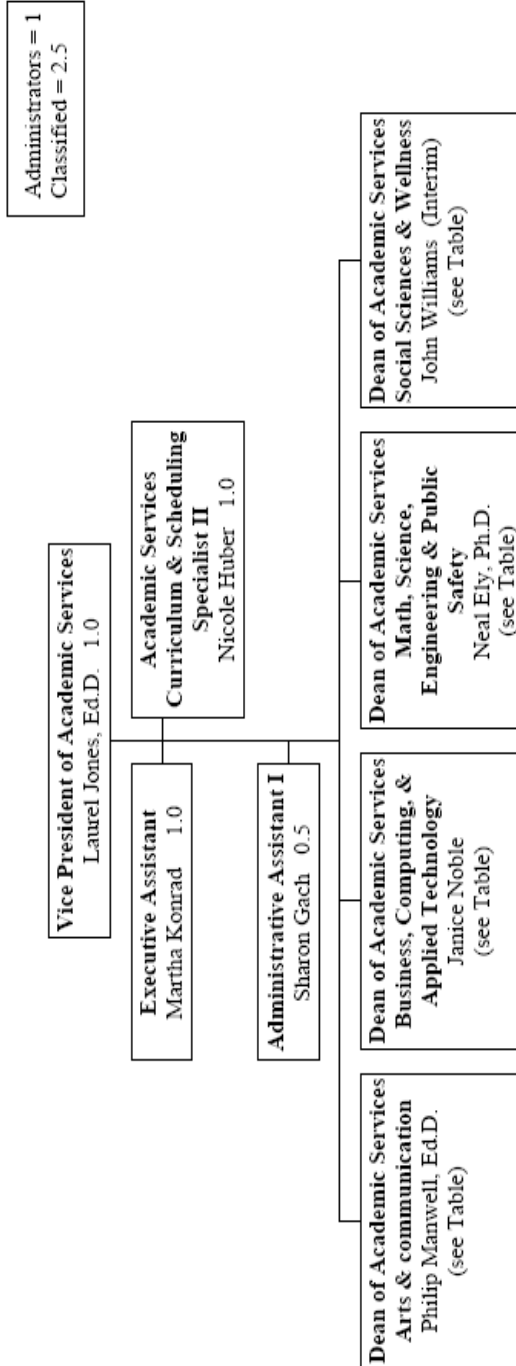 Administrators = 1
Classified = 2.5
Vice President of Academic Services
Laurel Jones, Ed.D. 1.0
Executive Assistant
Martha Konrad 1.0
Academic Services
Curriculum & Scheduling
Specialist II
Nicole Huber 1.0
Administrative Assistant I
Sharon Gach 0.5
Dean of Academic Services
Arts & communication
Philip Manwell, Ed.D.
(see Table)
Dean of Academic Services
Business, Computing, &
Applied Technology
Janice Noble
(see Table)
Dean of Academic Services
Math, Science,
Engineering & Public
Safety
Neal Ely, Ph.D.
(see Table)
Dean of Academic Services
Social Sciences & Wellness
John Williams (Interim)
(see Table)